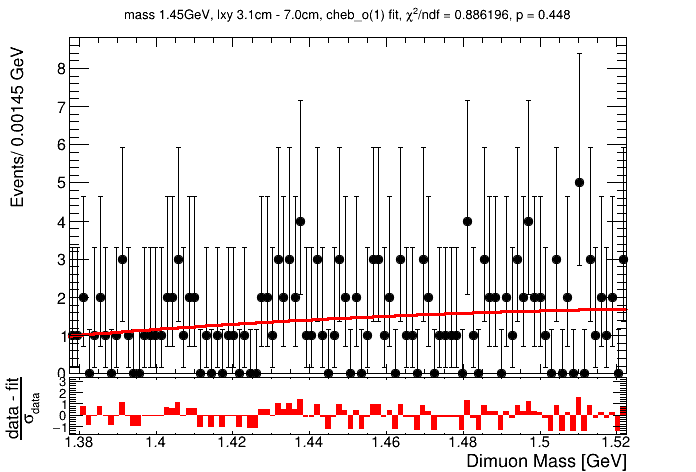 mass 1.45GeV, lxy 3.1cm - 7.0cm, cheb_o(1) fit, χ²/ndf = 0.886196, p = 0.448
Events/ 0.00145 GeV
8
7
6
5
4
3
2
1
0
data - fit
σdata
3
2
1
0
−1
1.38 1.4 1.42 1.44 1.46 1.48 1.5 1.52
Dimuon Mass [GeV]